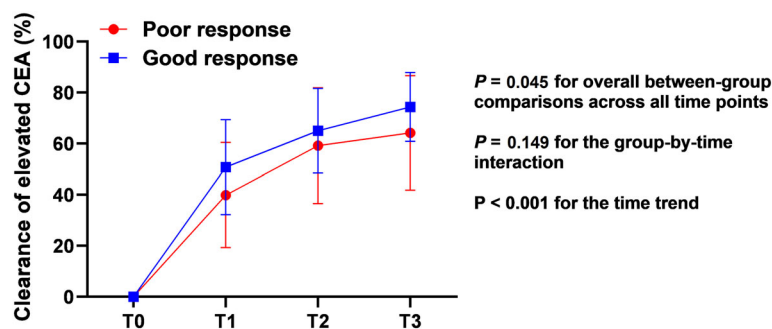 Poor response
Good response
Clearance of elevated CEA (%)
100
80
60
40
20
0
T0
T1
T2
T3
P = 0.045 for overall between-group
comparisons across all time points
P = 0.149 for the group-by-time
interaction
P < 0.001 for the time trend